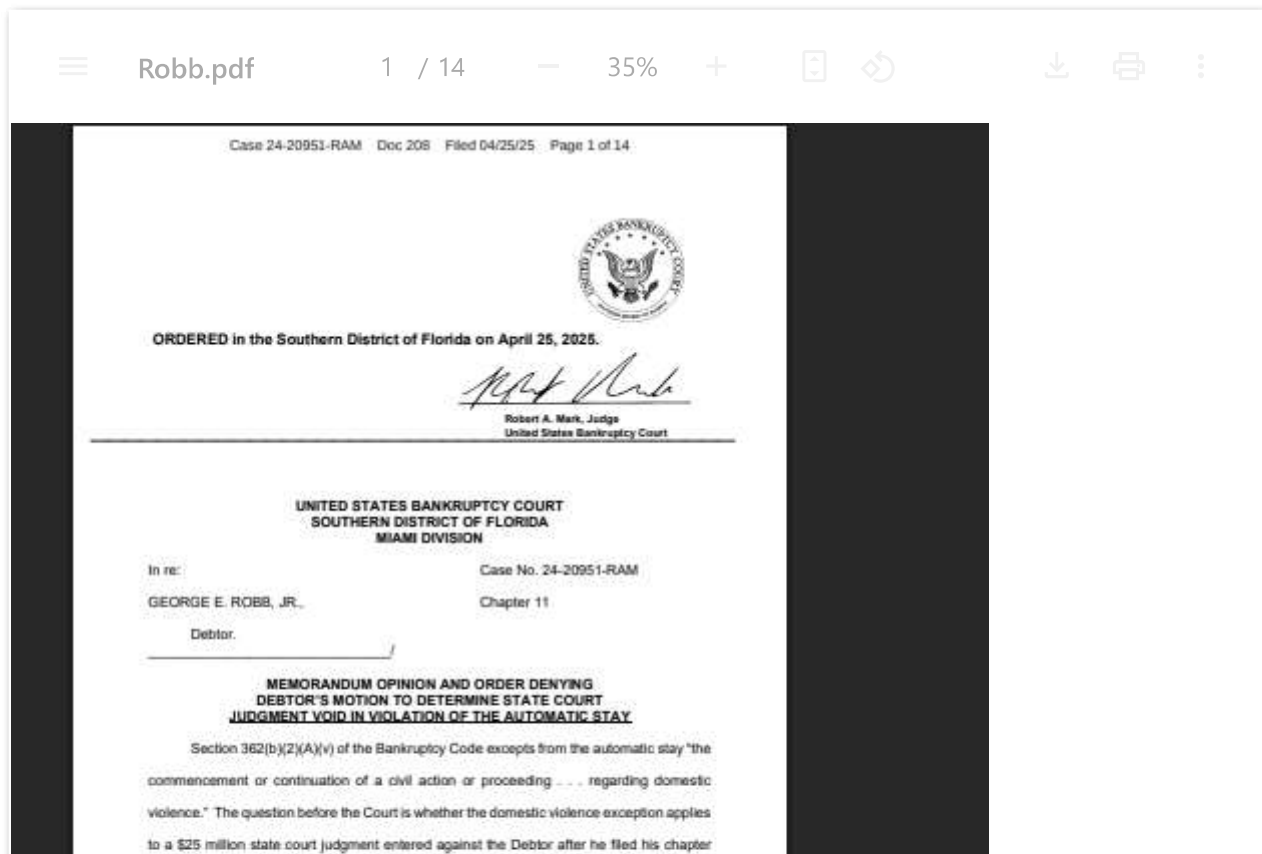 Robb.pdf 1 / 14 35%
Case 24-20951-RAM Doc 208 Filed 04/25/25 Page 1 of 14
UNITED STATES BANKRUPTCY COURT
ORDERED in the Southern District of Florida on April 25, 2025.
Robert A. Mark, Judge
United States Bankruptcy Court
UNITED STATES BANKRUPTCY COURT
SOUTHERN DISTRICT OF FLORIDA
MIAMI DIVISION
In re: Case No. 24-20951-RAM
GEORGE E. ROBB, JR., Chapter 11
Debtor.
/
MEMORANDUM OPINION AND ORDER DENYING
DEBTOR'S MOTION TO DETERMINE STATE COURT
JUDGMENT VOID IN VIOLATION OF THE AUTOMATIC STAY
Section 362(b)(2)(A)(v) of the Bankruptcy Code excepts from the automatic stay "the
commencement or continuation of a civil action or proceeding . . . regarding domestic
violence." The question before the Court is whether the domestic violence exception applies
to a $25 million state court judgment entered against the Debtor after he filed his chapter